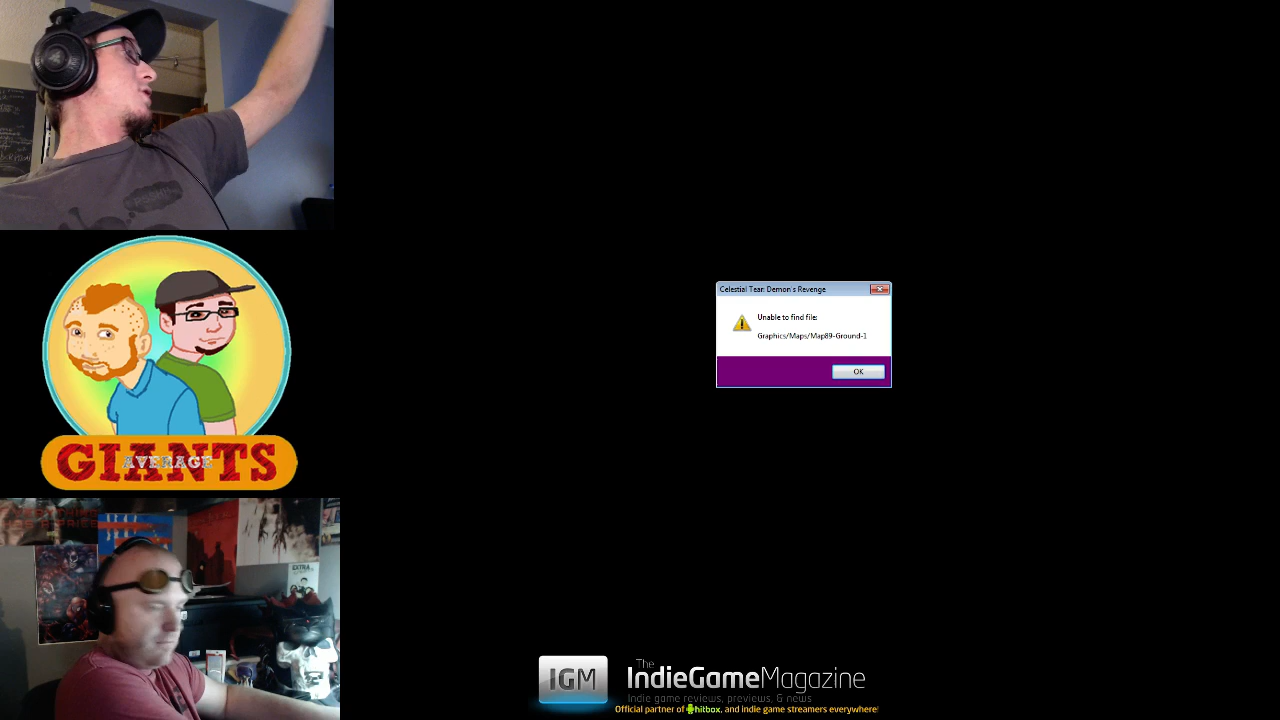 GIANTS
AVERAGE
EXTRA
Celestial Tear: Demon's Revenge
Unable to find file:
Graphics/Maps/Map89-Ground-1
OK
IGM
The
IndieGameMagazine
Indie game reviews, previews, & news
Official partner of hitbox, and indie game streamers everywhere!